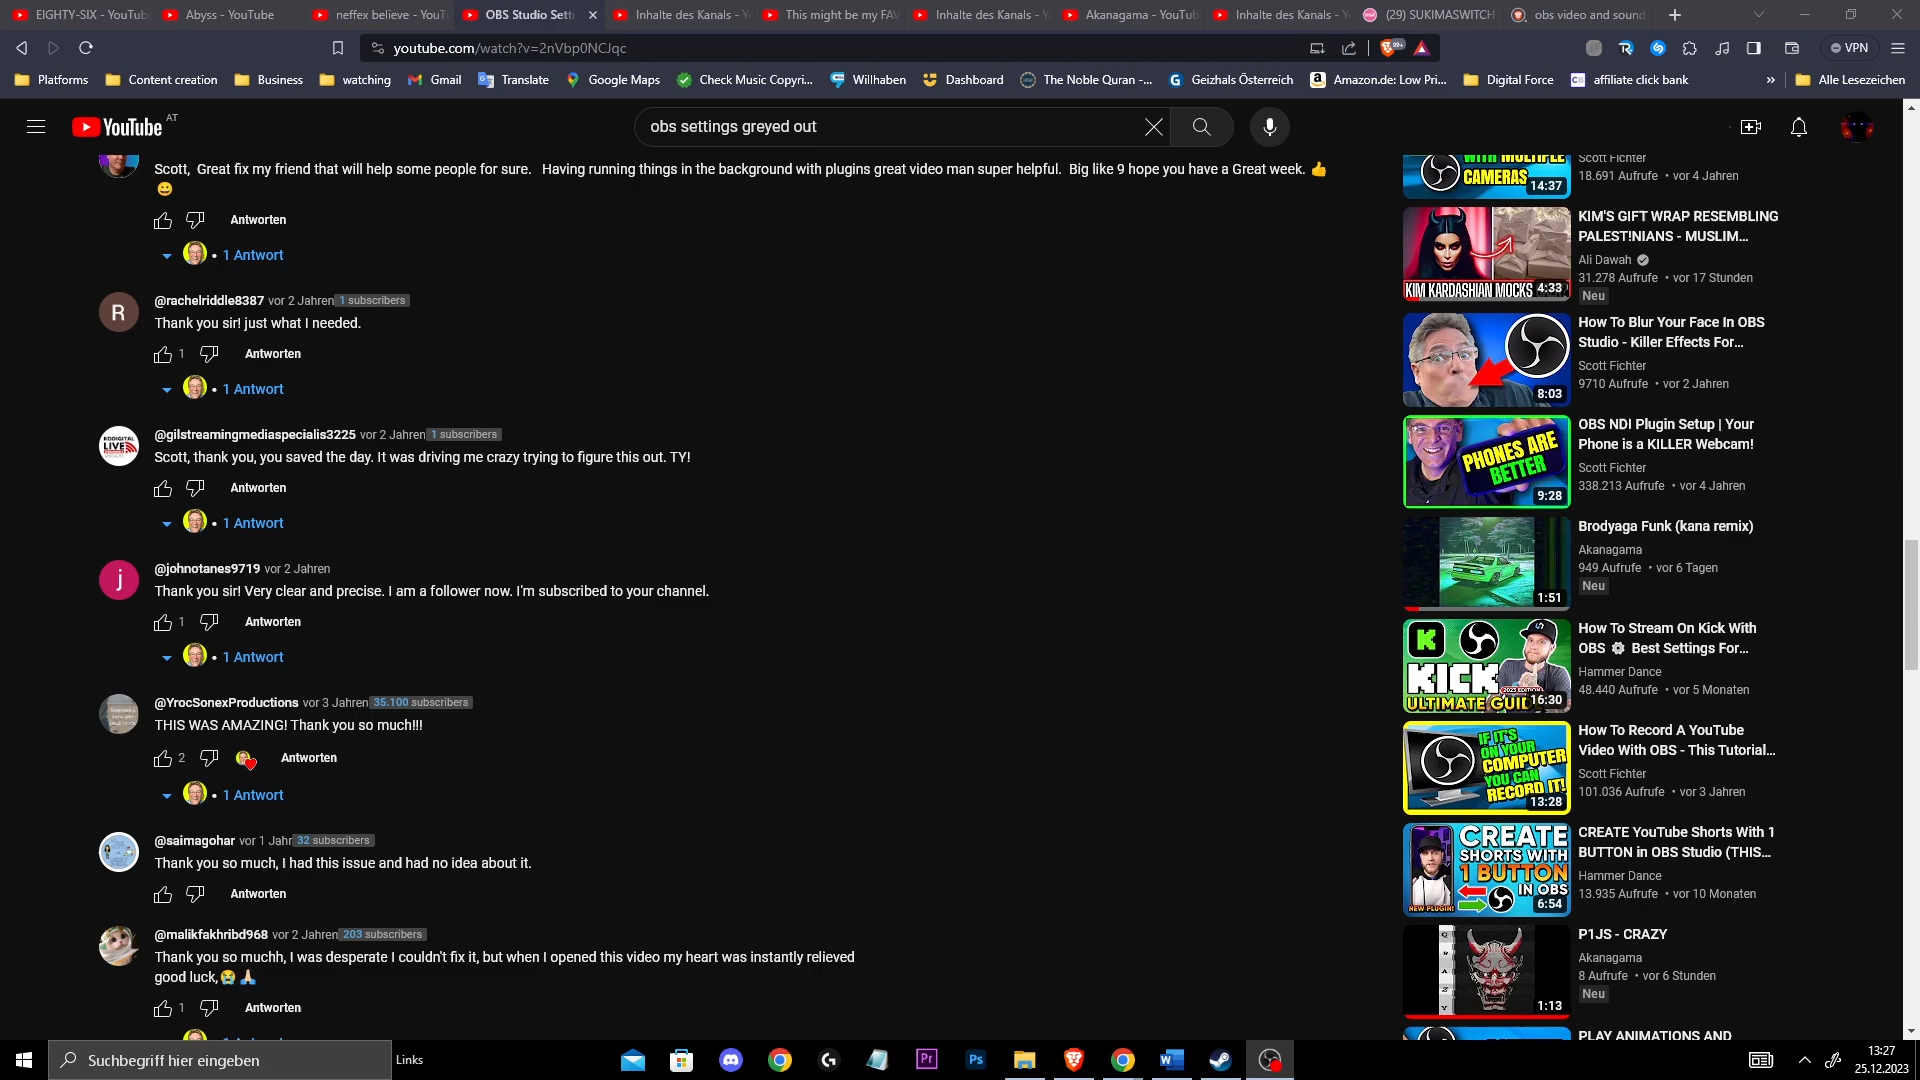 EIGHTY-SIX - YouTub
Abyss - YouTube
neffex believe - YouT
OBS Studio Setti
Inhalte des Kanals - Y
This might be my FAV
Inhalte des Kanals - Y
Akanagama - YouTub
Inhalte des Kanals - Y
(29) SUKIMASWITCH
obs video and sound
youtube.com/watch?v=2nVbp0NCJqc
99+
VPN
Platforms
Content creation
Business
watching
Gmail
Translate
Google Maps
Check Music Copyri...
Willhaben
Dashboard
The Noble Quran -...
Geizhals Österreich
Amazon.de: Low Pri...
Digital Force
affiliate click bank
»
Alle Lesezeichen
YouTube AT
obs settings greyed out
Scott, Great fix my friend that will help some people for sure. Having running things in the background with plugins great video man super helpful. Big like 9 hope you have a Great week. 👍
😀
Antworten
• 1 Antwort
R
@rachelriddle8387 vor 2 Jahren 1 subscribers
Thank you sir! just what I needed.
1 Antworten
• 1 Antwort
LIVE
@gilstreamingmediaspecialis3225 vor 2 Jahren 1 subscribers
Scott, thank you, you saved the day. It was driving me crazy trying to figure this out. TY!
Antworten
• 1 Antwort
j
@johnotanes9719 vor 2 Jahren
Thank you sir! Very clear and precise. I am a follower now. I'm subscribed to your channel.
1 Antworten
• 1 Antwort
@YrocSonexProductions vor 3 Jahren 35.100 subscribers
THIS WAS AMAZING! Thank you so much!!!
2 Antworten
• 1 Antwort
@saimagohar vor 1 Jahr 32 subscribers
Thank you so much, I had this issue and had no idea about it.
Antworten
@malikfakhribd968 vor 2 Jahren 203 subscribers
Thank you so muchh, I was desperate I couldn't fix it, but when I opened this video my heart was instantly relieved
good luck,😭🙏🏻
1 Antworten
WITH MULTIPLE
CAMERAS
14:37
Scott Fichter
18.691 Aufrufe • vor 4 Jahren
KIM KARDASHIAN MOCKS
4:33
KIM'S GIFT WRAP RESEMBLING
PALEST!NIANS - MUSLIM...
Ali Dawah
31.278 Aufrufe • vor 17 Stunden
Neu
8:03
How To Blur Your Face In OBS
Studio - Killer Effects For...
Scott Fichter
9710 Aufrufe • vor 2 Jahren
PHONES ARE
BETTER
9:28
OBS NDI Plugin Setup | Your
Phone is a KILLER Webcam!
Scott Fichter
338.213 Aufrufe • vor 4 Jahren
1:51
Brodyaga Funk (kana remix)
Akanagama
949 Aufrufe • vor 6 Tagen
Neu
K
KICK
2023 EDITION
ULTIMATE GUID
16:30
How To Stream On Kick With
OBS ⚙ Best Settings For...
Hammer Dance
48.440 Aufrufe • vor 5 Monaten
IF IT'S
ON YOUR
COMPUTER
YOU CAN
RECORD IT!
13:28
How To Record A YouTube
Video With OBS - This Tutorial...
Scott Fichter
101.036 Aufrufe • vor 3 Jahren
CREATE
SHORTS WITH
1 BUTTON
IN OBS
NEW PLUGIN!
6:54
CREATE YouTube Shorts With 1
BUTTON in OBS Studio (THIS...
Hammer Dance
13.935 Aufrufe • vor 10 Monaten
1:13
P1JS - CRAZY
Akanagama
8 Aufrufe • vor 6 Stunden
Neu
PLAY ANIMATIONS AND
Suchbegriff hier eingeben
Links
Pr
Ps
13:27
25.12.2023